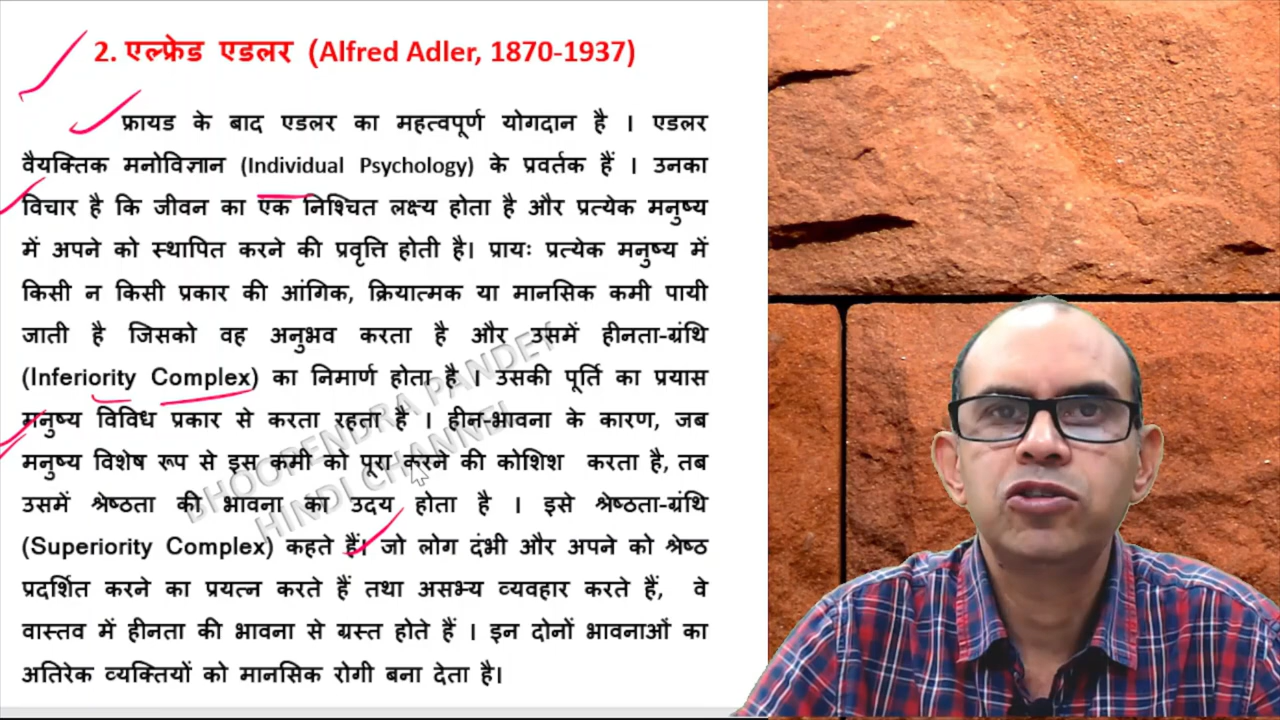 2. एल्फ्रेड एडलर (Alfred Adler, 1870-1937)
फ्रायड के बाद एडलर का महत्वपूर्ण योगदान है । एडलर
वैयक्तिक मनोविज्ञान (Individual Psychology) के प्रवर्तक हैं । उनका
विचार है कि जीवन का एक निश्चित लक्ष्य होता है और प्रत्येक मनुष्य
में अपने को स्थापित करने की प्रवृत्ति होती है। प्रायः प्रत्येक मनुष्य में
किसी न किसी प्रकार की आंगिक, क्रियात्मक या मानसिक कमी पायी
जाती है जिसको वह अनुभव करता है और उसमें हीनता-ग्रंथि
(Inferiority Complex) का निमार्ण होता है । उसकी पूर्ति का प्रयास
मनुष्य विविध प्रकार से करता रहता है । हीन-भावना के कारण, जब
मनुष्य विशेष रूप से इस कमी को पूरा करने की कोशिश करता है, तब
उसमें श्रेष्ठता की भावना का उदय होता है । इसे श्रेष्ठता-ग्रंथि
(Superiority Complex) कहते हैं। जो लोग दंभी और अपने को श्रेष्ठ
प्रदर्शित करने का प्रयत्न करते हैं तथा असभ्य व्यवहार करते हैं, वे
वास्तव में हीनता की भावना से ग्रस्त होते हैं । इन दोनों भावनाओं का
अतिरेक व्यक्तियों को मानसिक रोगी बना देता है।
BHOOPENDRA PANDEY
HINDI CHANNEL